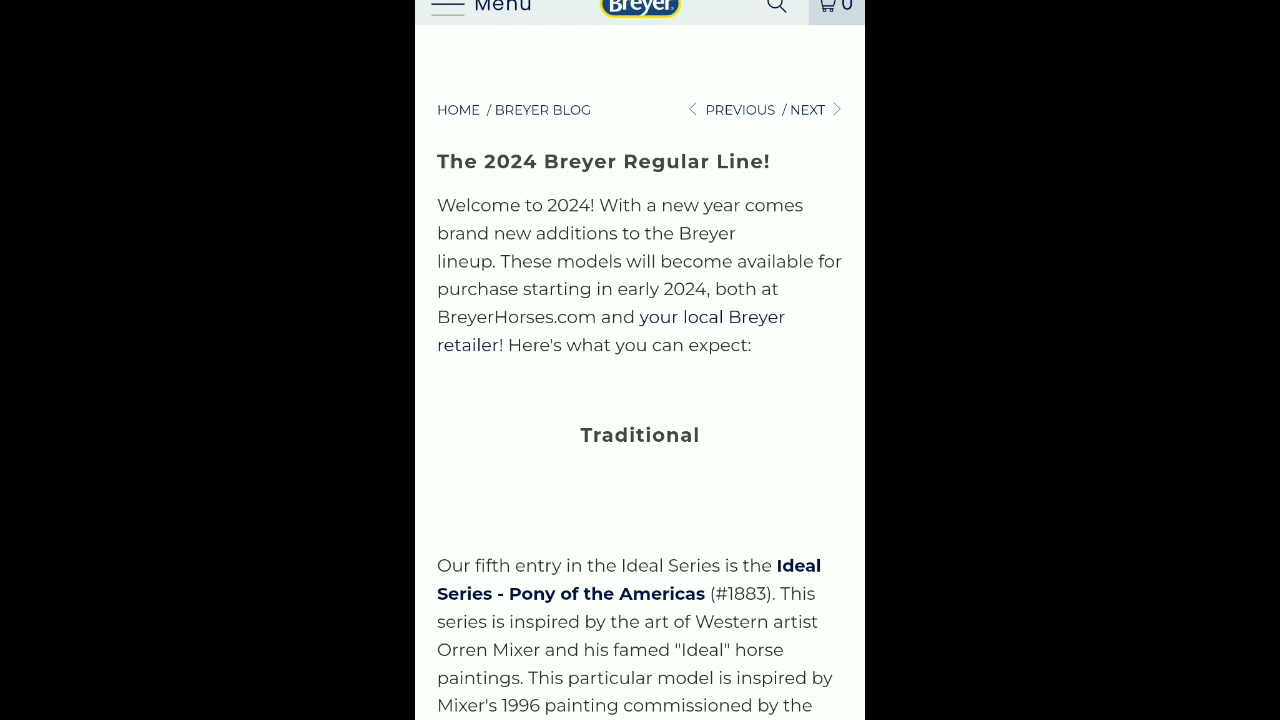 Menu
Breyer
0
HOME / BREYER BLOG
PREVIOUS / NEXT
The 2024 Breyer Regular Line!
Welcome to 2024! With a new year comes
brand new additions to the Breyer
lineup. These models will become available for
purchase starting in early 2024, both at
BreyerHorses.com and your local Breyer
retailer! Here's what you can expect:
Traditional
Our fifth entry in the Ideal Series is the Ideal
Series - Pony of the Americas (#1883). This
series is inspired by the art of Western artist
Orren Mixer and his famed "Ideal" horse
paintings. This particular model is inspired by
Mixer's 1996 painting commissioned by the